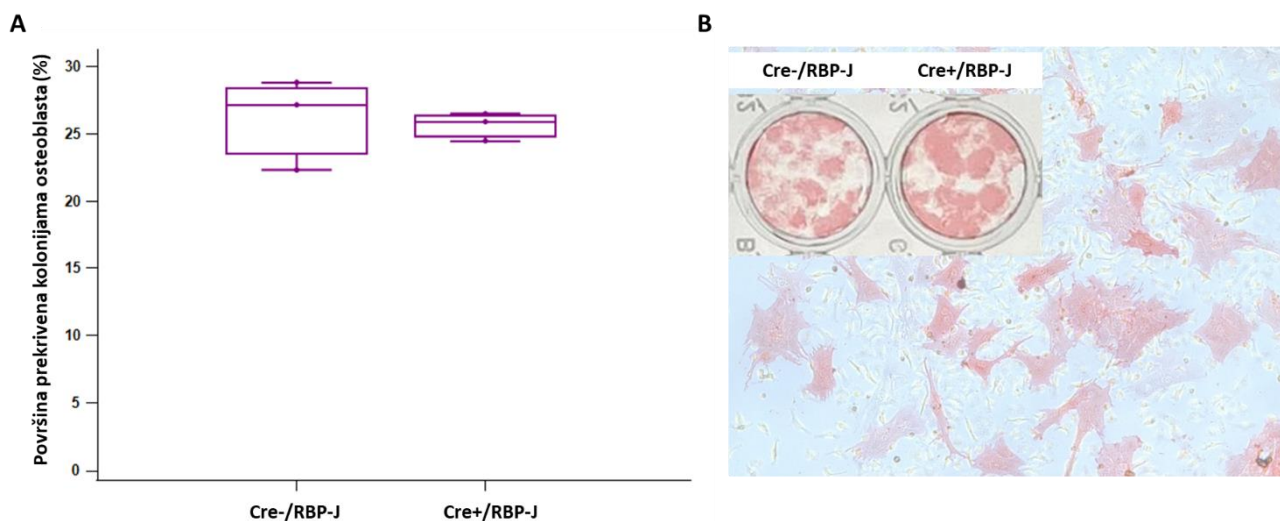 A
Površina prekrivena kolonijama osteoblasta (%)
30
25
20
15
10
5
0
Cre-/RBP-J
Cre+/RBP-J
B
Cre-/RBP-J
Cre+/RBP-J
B
C